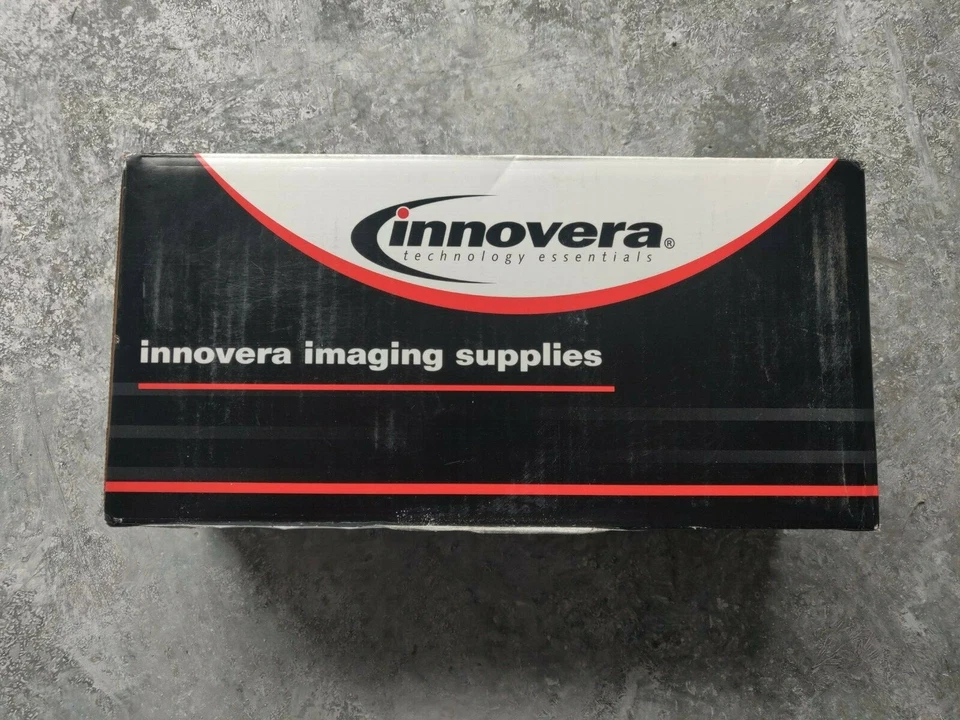 innovera®
technology essentials
innovera imaging supplies